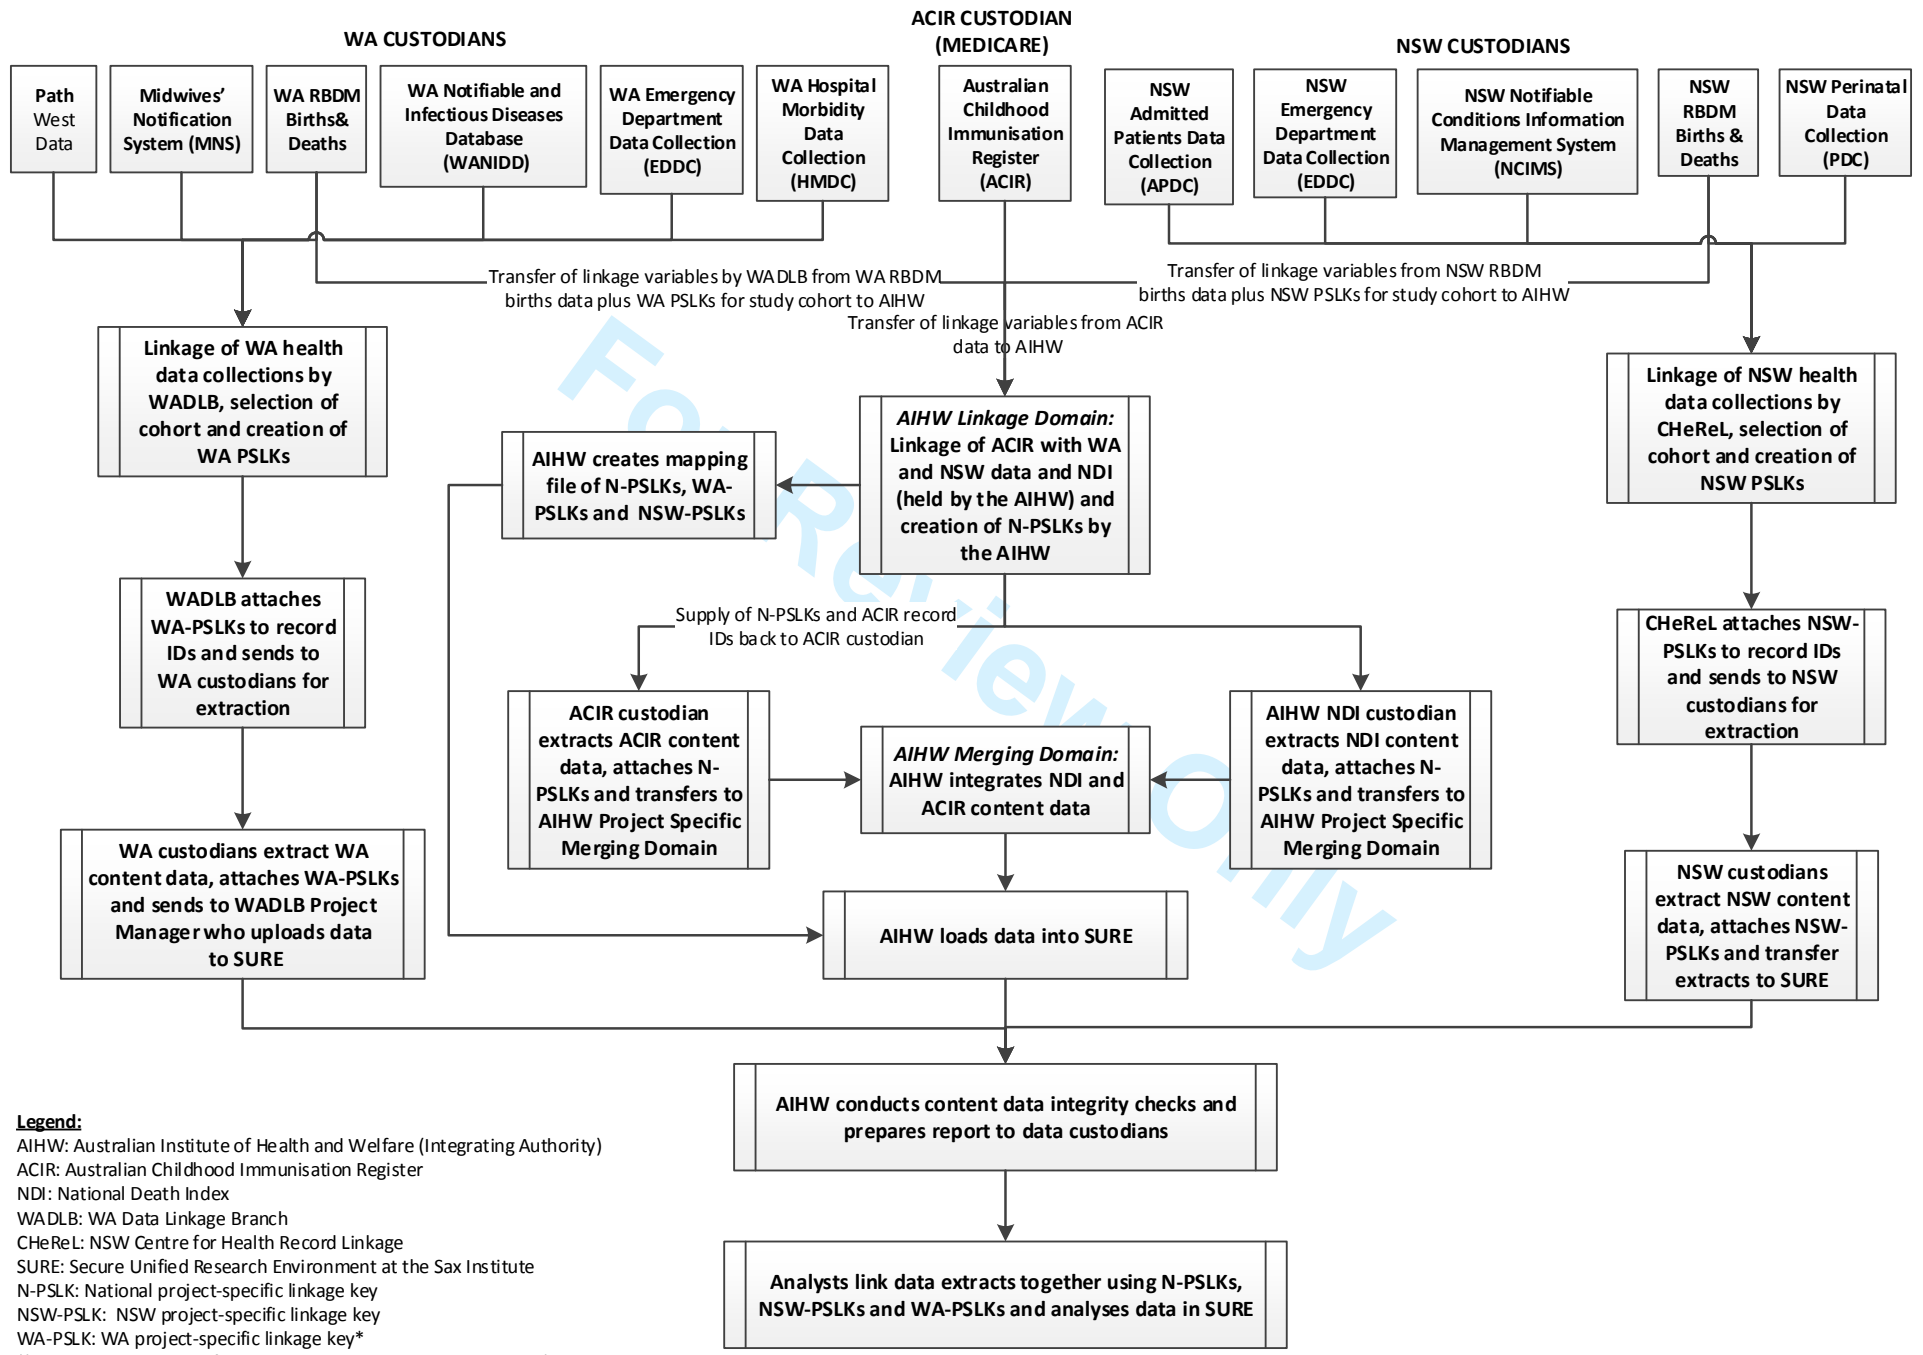 WA CUSTODIANS
ACIR CUSTODIAN
(MEDICARE)
NSW CUSTODIANS
Path
West
Data
Midwives’
Notification
System (MNS)
WA RBDM
Births&
Deaths
WA Notifiable and
Infectious Diseases
Database
(WANIDD)
WA Emergency
Department
Data Collection
(EDDC)
WA Hospital
Morbidity
Data
Collection
(HMDC)
Australian
Childhood
Immunisation
Register
(ACIR)
NSW
Admitted
Patients Data
Collection
(APDC)
NSW
Emergency
Department
Data Collection
(EDDC)
NSW Notifiable
Conditions Information
Management System
(NCIMS)
NSW
RBDM
Births &
Deaths
NSW Perinatal
Data
Collection
(PDC)
Transfer of linkage variables by WADLB from WA RBDM
births data plus WA PSLKs for study cohort to AIHW
Transfer of linkage variables from NSW RBDM
births data plus NSW PSLKs for study cohort to AIHW
Transfer of linkage variables from ACIR
data to AIHW
Linkage of WA health
data collections by
WADLB, selection of
cohort and creation of
WA PSLKs
AIHW creates mapping
file of N-PSLKs, WA-
PSLKs and NSW-PSLKs
AIHW Linkage Domain:
Linkage of ACIR with WA
and NSW data and NDI
(held by the AIHW) and
creation of N-PSLKs by
the AIHW
Linkage of NSW health
data collections by
CHeReL, selection of
cohort and creation of
NSW PSLKs
WADLB attaches
WA-PSLKs to record
IDs and sends to
WA custodians for
extraction
Supply of N-PSLKs and ACIR record
IDs back to ACIR custodian
CHeReL attaches NSW-
PSLKs to record IDs
and sends to NSW
custodians for
extraction
ACIR custodian
extracts ACIR content
data, attaches N-
PSLKs and transfers to
AIHW Project Specific
Merging Domain
AIHW Merging Domain:
AIHW integrates NDI and
ACIR content data
AIHW NDI custodian
extracts NDI content
data, attaches N-
PSLKs and transfers to
AIHW Project Specific
Merging Domain
WA custodians extract WA
content data, attaches WA-PSLKs
and sends to WADLB Project
Manager who uploads data
to SURE
AIHW loads data into SURE
NSW custodians
extract NSW content
data, attaches NSW-
PSLKs and transfer
extracts to SURE
AIHW conducts content data integrity checks and
prepares report to data custodians
Analysts link data extracts together using N-PSLKs,
NSW-PSLKs and WA-PSLKs and analyses data in SURE
Legend:
AIHW: Australian Institute of Health and Welfare (Integrating Authority)
ACIR: Australian Childhood Immunisation Register
NDI: National Death Index
WADLB: WA Data Linkage Branch
CHeReL: NSW Centre for Health Record Linkage
SURE: Secure Unified Research Environment at the Sax Institute
N-PSLK: National project-specific linkage key
NSW-PSLK: NSW project-specific linkage key
WA-PSLK: WA project-specific linkage key*
For Review Only